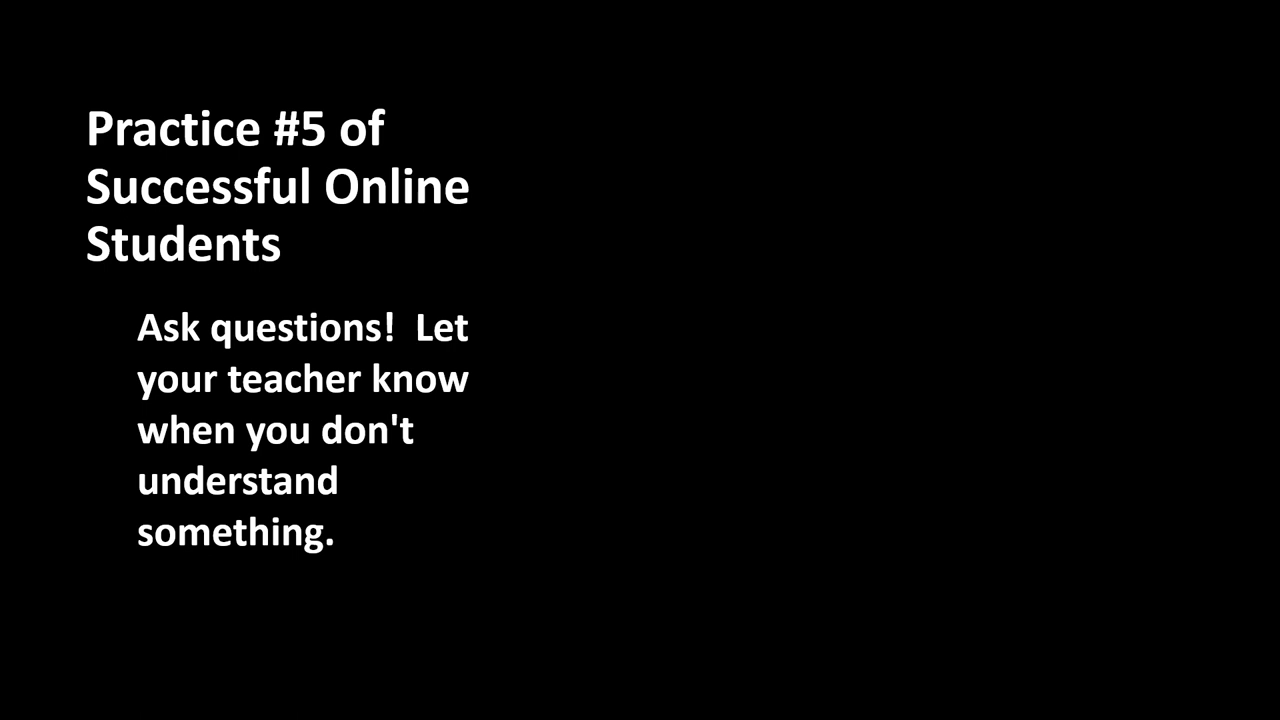 Practice #5 of
Successful Online
Students
Ask questions!  Let
your teacher know
when you don't
understand
something.